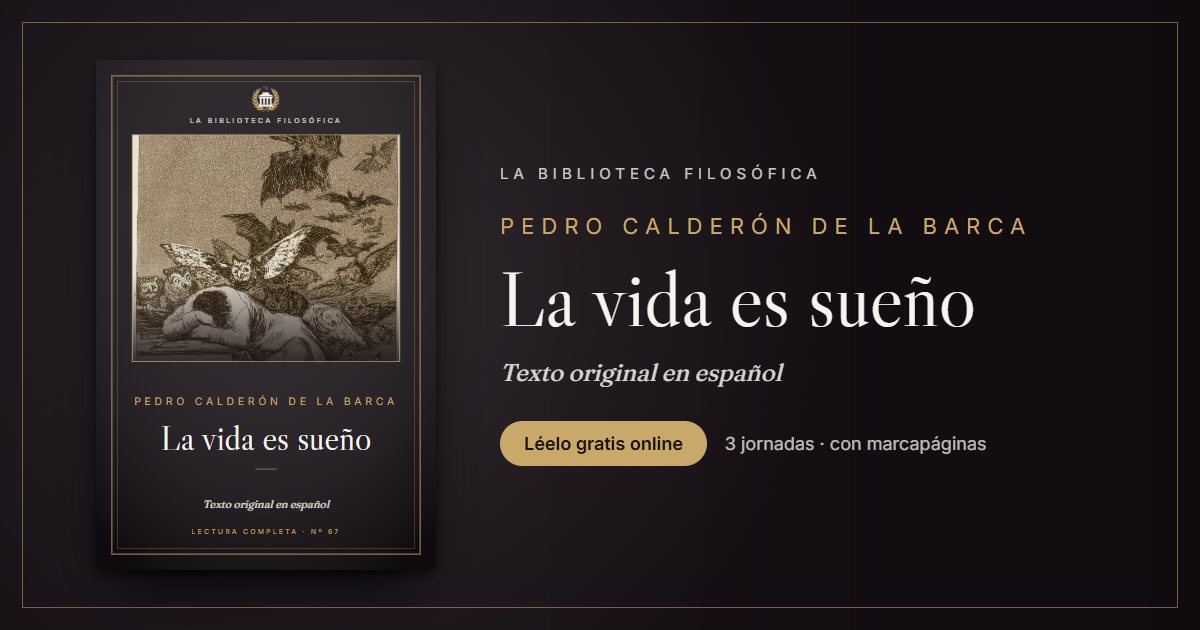 LA BIBLIOTECA FILOSÓFICA
PEDRO CALDERÓN DE LA BARCA
La vida es sueño
Texto original en español
LECTURA COMPLETA · Nº 67
LA BIBLIOTECA FILOSÓFICA
PEDRO CALDERÓN DE LA BARCA
La vida es sueño
Texto original en español
Léelo gratis online
3 jornadas · con marcapáginas